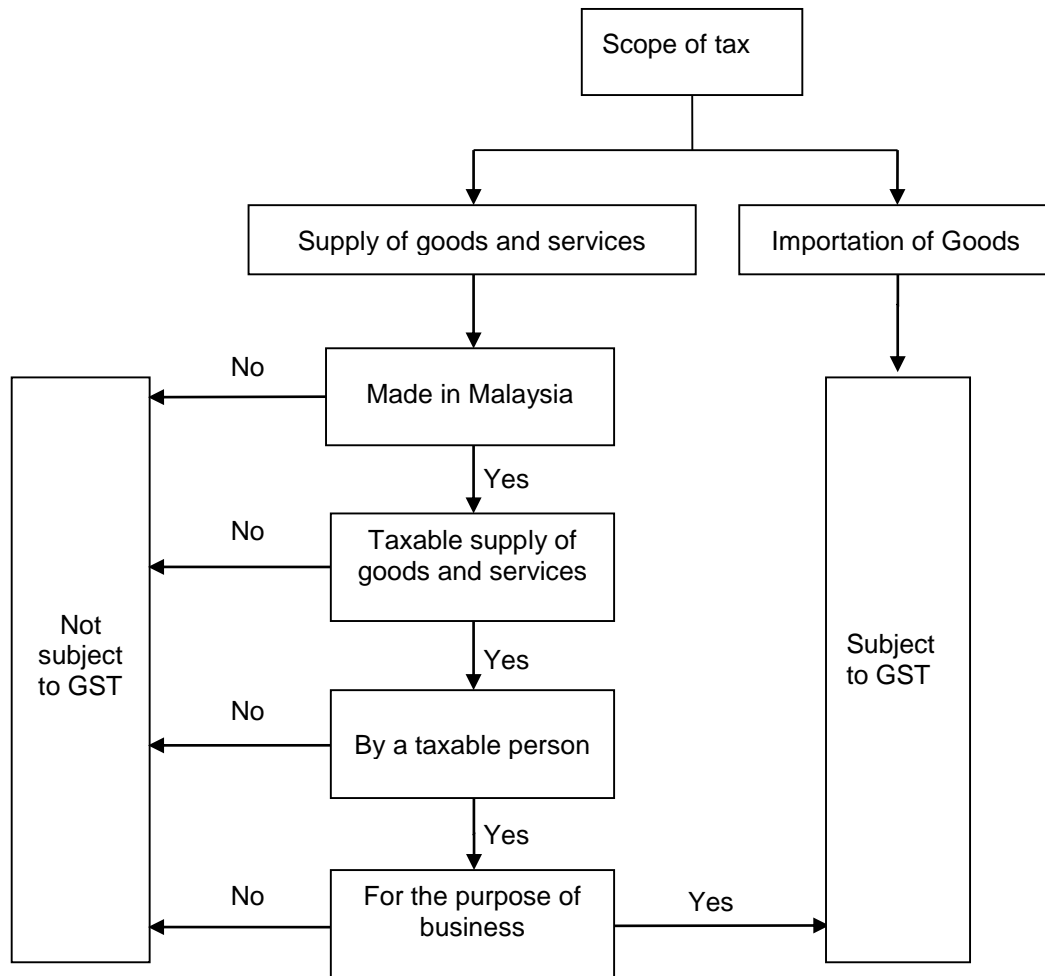 Scope of tax
Supply of goods and services
Importation of Goods
No
Made in Malaysia
Yes
No
Taxable supply of
goods and services
Not
subject
to GST
Subject
to GST
Yes
No
By a taxable person
Yes
No
For the purpose of
business
Yes